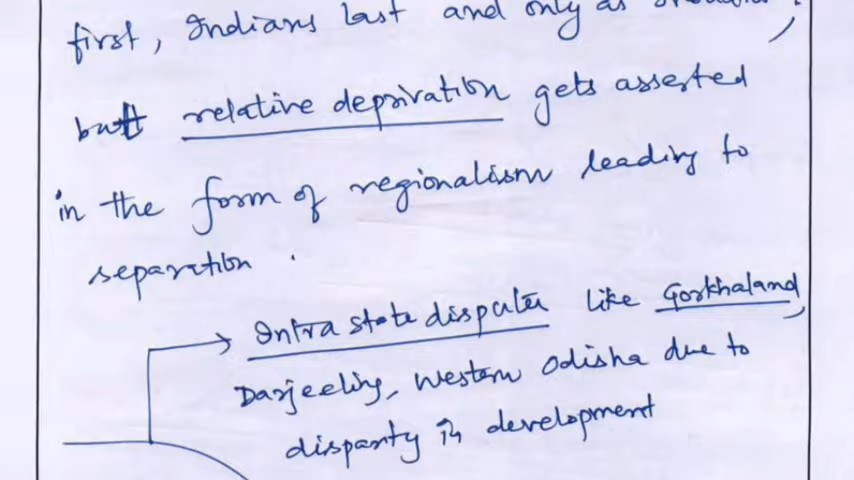 first, Indians last and only as Indians",
but relative deprivation gets asserted
in the form of regionalism leading to
separation.
Intra state disputes like Gorkhaland,
Darjeeling, Western Odisha due to
disparity in development